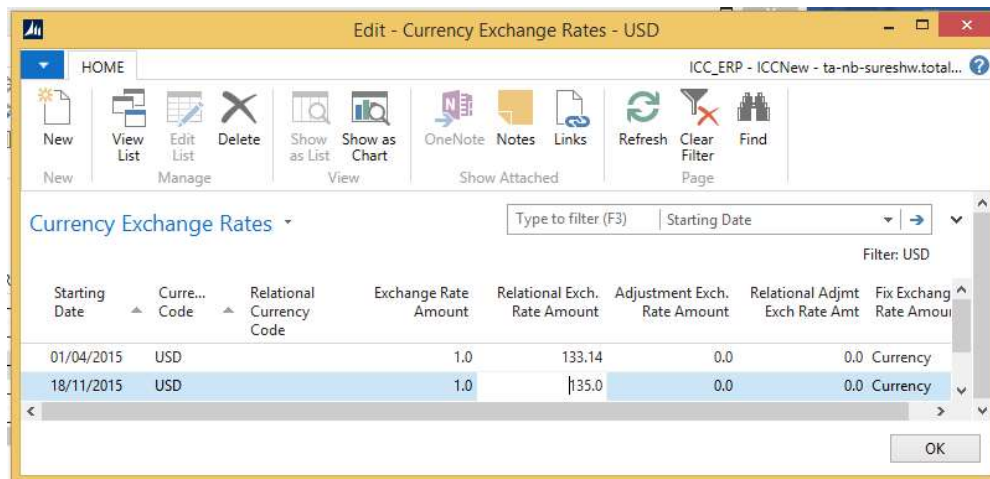 Edit - Currency Exchange Rates - USD
HOME
ICC_ERP - ICCNew - ta-nb-sureshw.total...
New
View List
Edit List
Delete
Show as List
Show as Chart
OneNote
Notes
Links
Refresh
Clear Filter
Find
New
Manage
View
Show Attached
Page
Currency Exchange Rates
Type to filter (F3)
Starting Date
Filter: USD
Starting Date
Curre... Code
Relational Currency Code
Exchange Rate Amount
Relational Exch. Rate Amount
Adjustment Exch. Rate Amount
Relational Adjmt Exch Rate Amt
Fix Exchang Rate Amou
01/04/2015 USD 1.0 133.14 0.0 0.0 Currency
18/11/2015 USD 1.0 135.0 0.0 0.0 Currency
OK